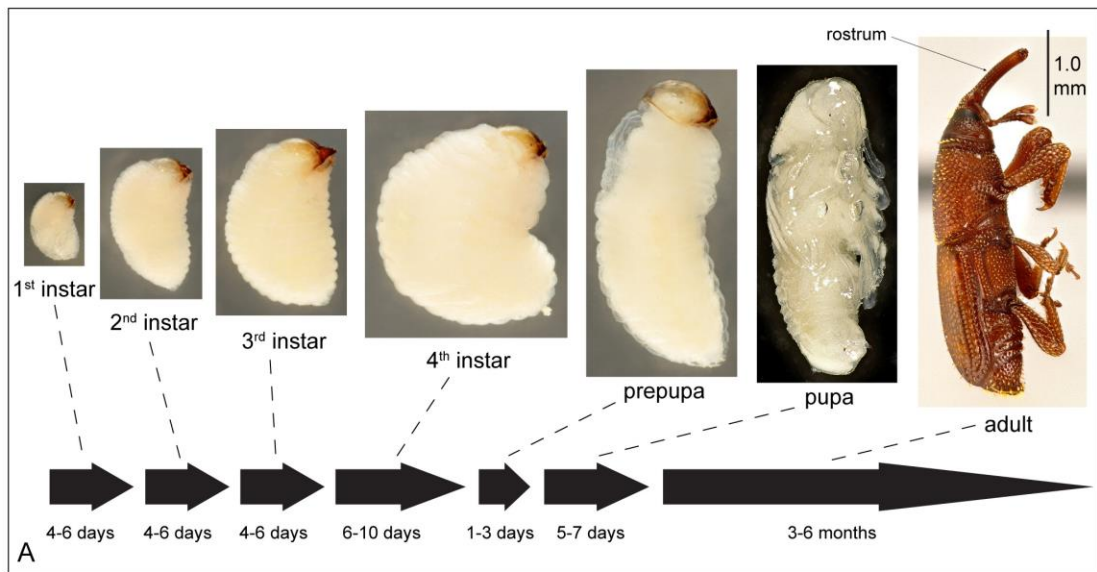 rostrum
1.0
mm
1st instar
2nd instar
3rd instar
4th instar
prepupa
pupa
adult
4-6 days
4-6 days
4-6 days
6-10 days
1-3 days
5-7 days
3-6 months
A